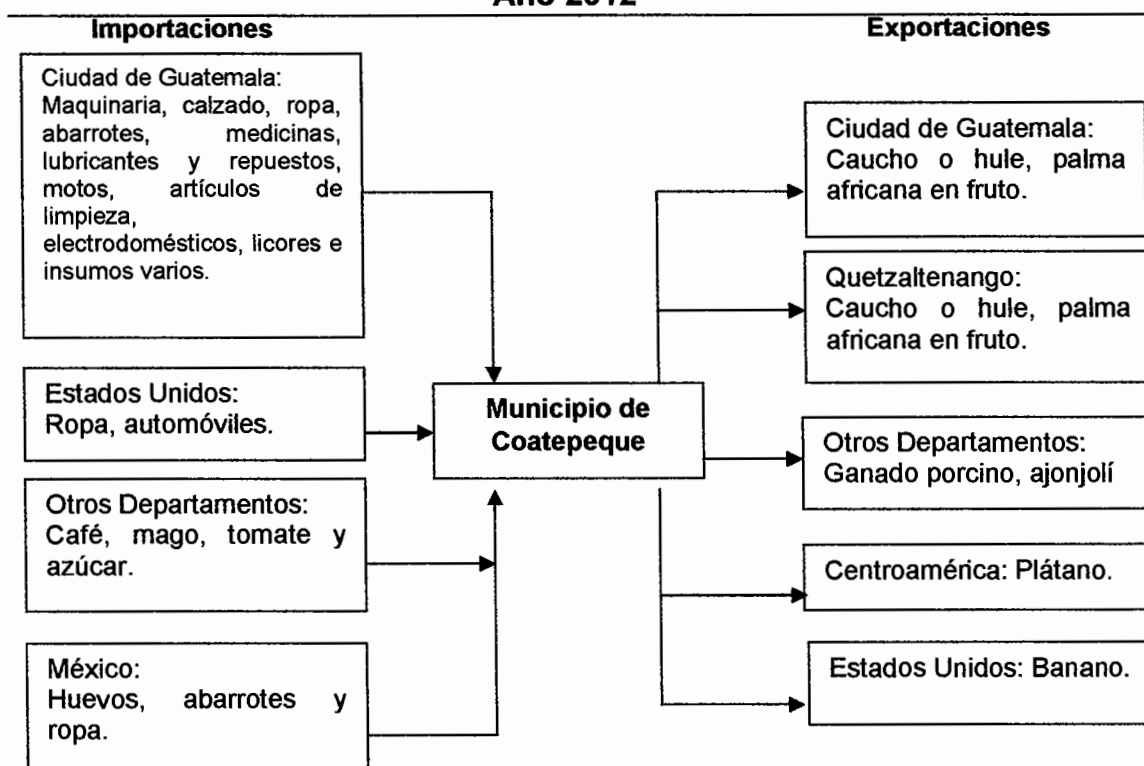 Año 2012
Importaciones
Ciudad de Guatemala:
Maquinaria, calzado, ropa,
abarrotes, medicinas,
lubricantes y repuestos,
motos, artículos de
limpieza,
electrodomésticos, licores e
insumos varios.
Estados Unidos:
Ropa, automóviles.
Otros Departamentos:
Café, mago, tomate y
azúcar.
México:
Huevos, abarrotes y
ropa.
Municipio de
Coatepeque
Exportaciones
Ciudad de Guatemala:
Caucho o hule, palma
africana en fruto.
Quetzaltenango:
Caucho o hule, palma
africana en fruto.
Otros Departamentos:
Ganado porcino, ajonjolí
Centroamérica: Plátano.
Estados Unidos: Banano.